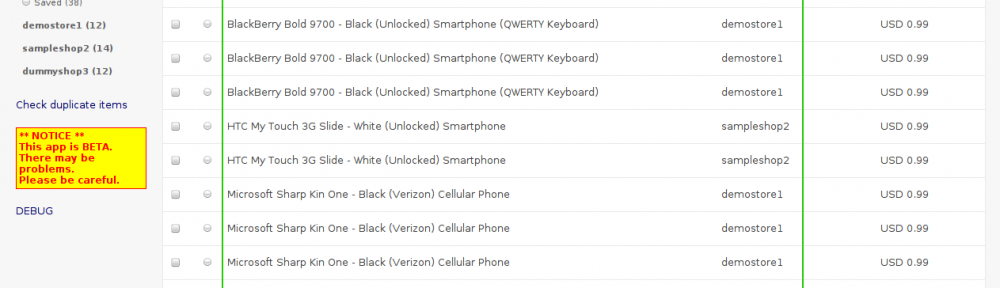 Saved (38)
demostore1 (12)
sampleshop2 (14)
dummyshop3 (12)
Check duplicate items
** NOTICE **
This app is BETA.
There may be
problems.
Please be careful.
DEBUG
BlackBerry Bold 9700 - Black (Unlocked) Smartphone (QWERTY Keyboard) demostore1 USD 0.99
BlackBerry Bold 9700 - Black (Unlocked) Smartphone (QWERTY Keyboard) demostore1 USD 0.99
BlackBerry Bold 9700 - Black (Unlocked) Smartphone (QWERTY Keyboard) demostore1 USD 0.99
HTC My Touch 3G Slide - White (Unlocked) Smartphone sampleshop2 USD 0.99
HTC My Touch 3G Slide - White (Unlocked) Smartphone sampleshop2 USD 0.99
Microsoft Sharp Kin One - Black (Verizon) Cellular Phone demostore1 USD 0.99
Microsoft Sharp Kin One - Black (Verizon) Cellular Phone demostore1 USD 0.99
Microsoft Sharp Kin One - Black (Verizon) Cellular Phone demostore1 USD 0.99